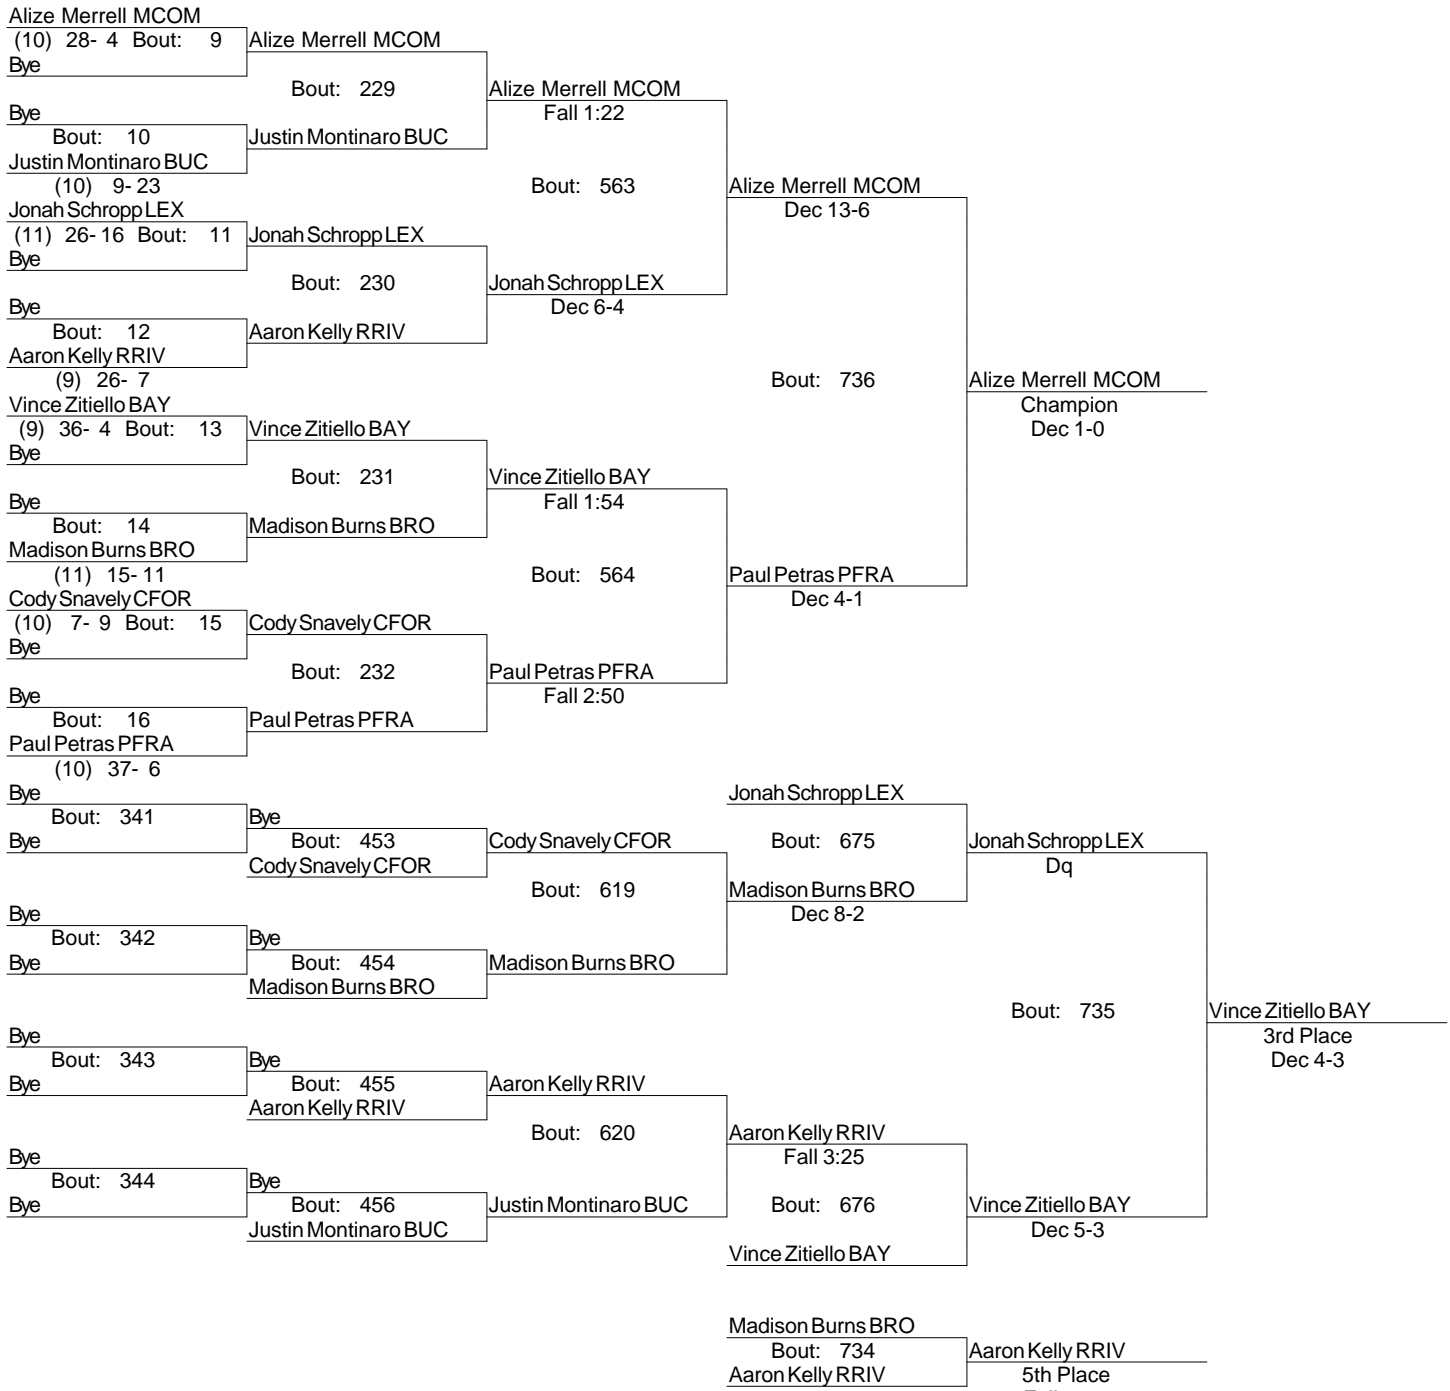 Alize Merrell MCOM
(10) 28- 4 Bout: 9 Alize Merrell MCOM
Bye
Bout: 229 Alize Merrell MCOM
Bye Fall 1:22
Bout: 10 Justin Montinaro BUC
Justin Montinaro BUC
(10) 9- 23 Bout: 563 Alize Merrell MCOM
Jonah Schropp LEX Dec 13-6
(11) 26- 16 Bout: 11 Jonah Schropp LEX
Bye
Bout: 230 Jonah Schropp LEX
Bye Dec 6-4
Bout: 12 Aaron Kelly RRIV
Aaron Kelly RRIV
(9) 26- 7 Bout: 736 Alize Merrell MCOM
Vince Zitiello BAY Champion
(9) 36- 4 Bout: 13 Vince Zitiello BAY Dec 1-0
Bye
Bout: 231 Vince Zitiello BAY
Bye Fall 1:54
Bout: 14 Madison Burns BRO
Madison Burns BRO
(11) 15- 11 Bout: 564 Paul Petras PFRA
Cody Snavely CFOR Dec 4-1
(10) 7- 9 Bout: 15 Cody Snavely CFOR
Bye
Bout: 232 Paul Petras PFRA
Bye Fall 2:50
Bout: 16 Paul Petras PFRA
Paul Petras PFRA
(10) 37- 6
Bye Jonah Schropp LEX
Bout: 341 Bye
Bye Bout: 453 Cody Snavely CFOR Bout: 675 Jonah Schropp LEX
Cody Snavely CFOR Dq
Bout: 619 Madison Burns BRO
Bye Dec 8-2
Bout: 342 Bye
Bye Bout: 454 Madison Burns BRO
Madison Burns BRO
Bout: 735 Vince Zitiello BAY
Bye 3rd Place
Bout: 343 Bye Dec 4-3
Bye Bout: 455 Aaron Kelly RRIV
Aaron Kelly RRIV
Bout: 620 Aaron Kelly RRIV
Bye Fall 3:25
Bout: 344 Bye
Bye Bout: 456 Justin Montinaro BUC Bout: 676 Vince Zitiello BAY
Justin Montinaro BUC Dec 5-3
Vince Zitiello BAY
Madison Burns BRO
Bout: 734 Aaron Kelly RRIV
Aaron Kelly RRIV 5th Place